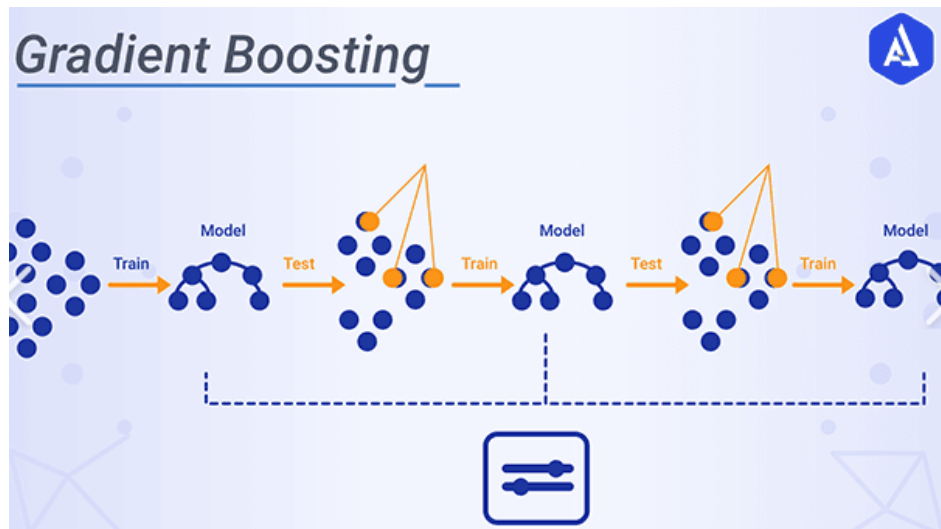 Gradient Boosting
Model
Model
Model
Train
Test
Train
Test
Train